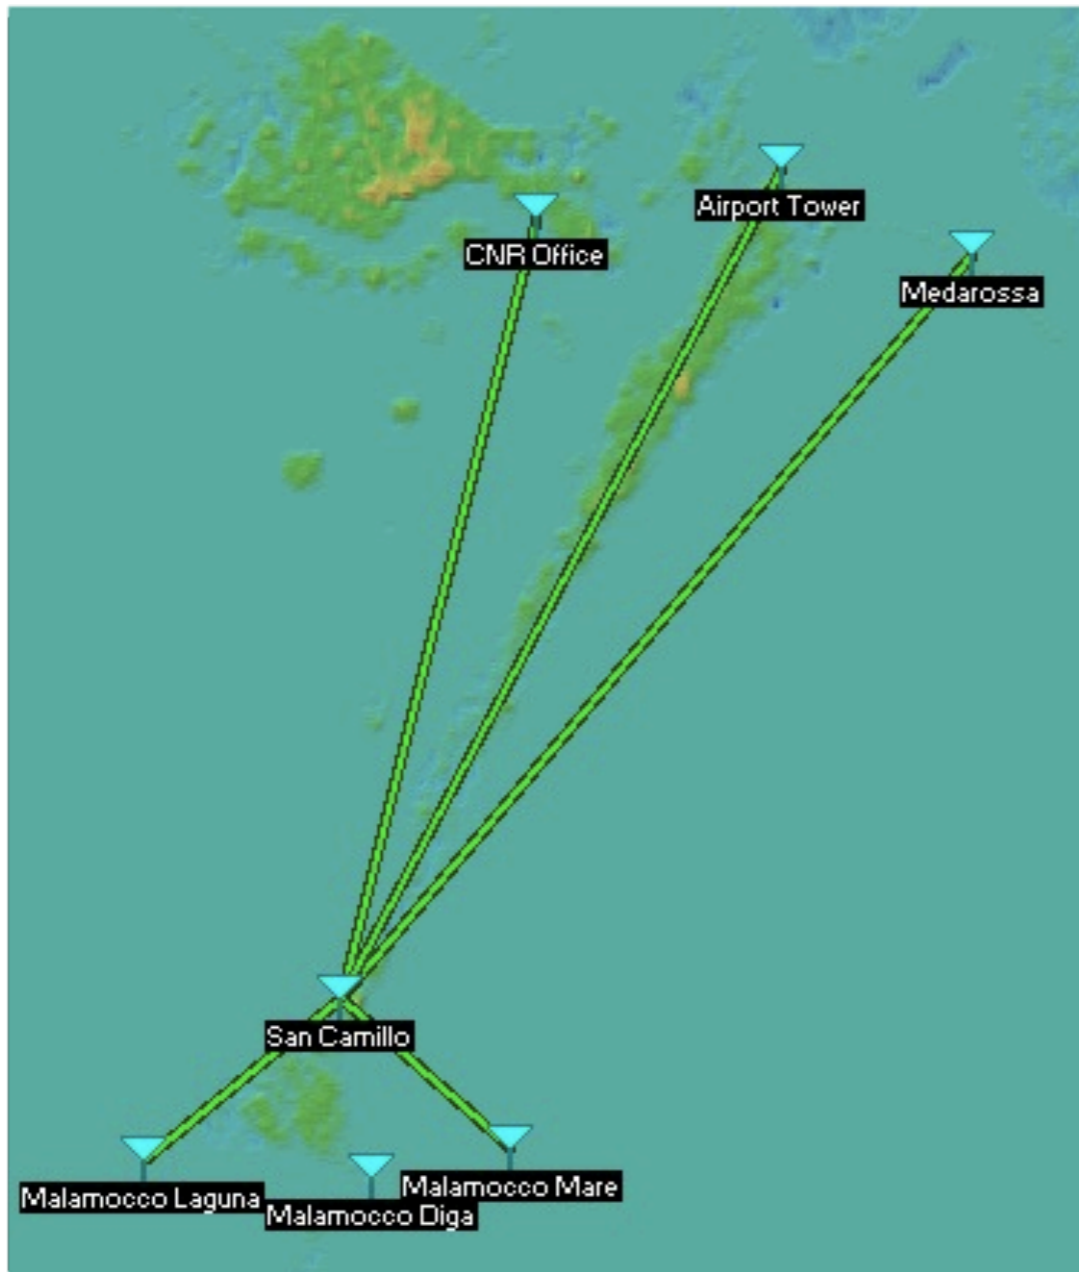 Airport Tower
CNR Office
Medarossa
San Camillo
Malamocco Laguna
Malamocco Mare
Malamocco Diga